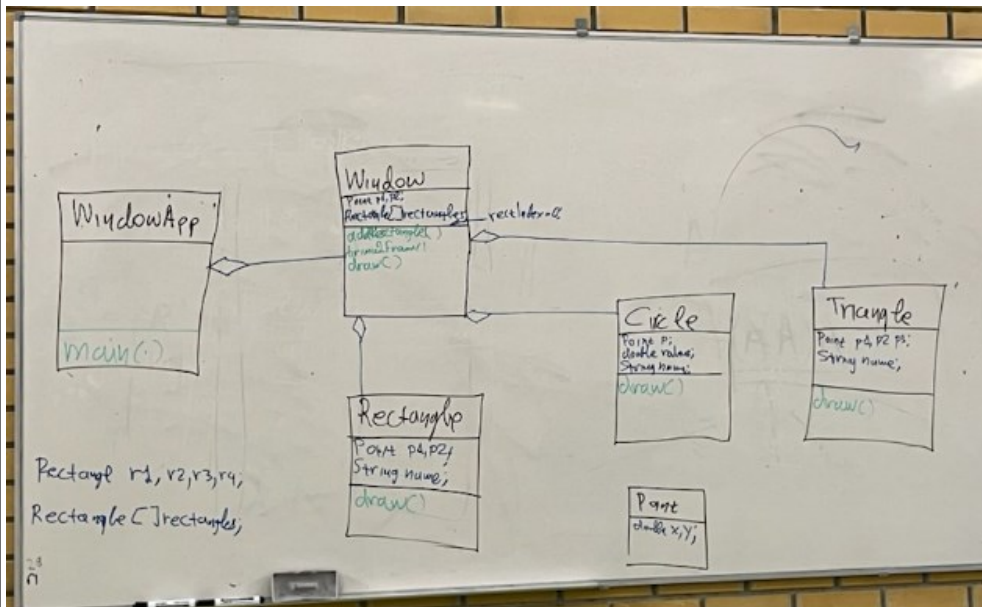 WindowApp
main(.)
Window
Point p1,p2;
Rectangle[]rectangles
rectIndex=0
addRectangle()
draw()
Circle
Point p;
double radius;
String name;
draw()
Triangle
Point p1,p2 p3;
String name;
draw()
Rectangle
Point p1,p2;
String name;
draw()
Point
double x,y;
Rectangl r1,r2,r3,r4;
Rectangle[]rectangles;